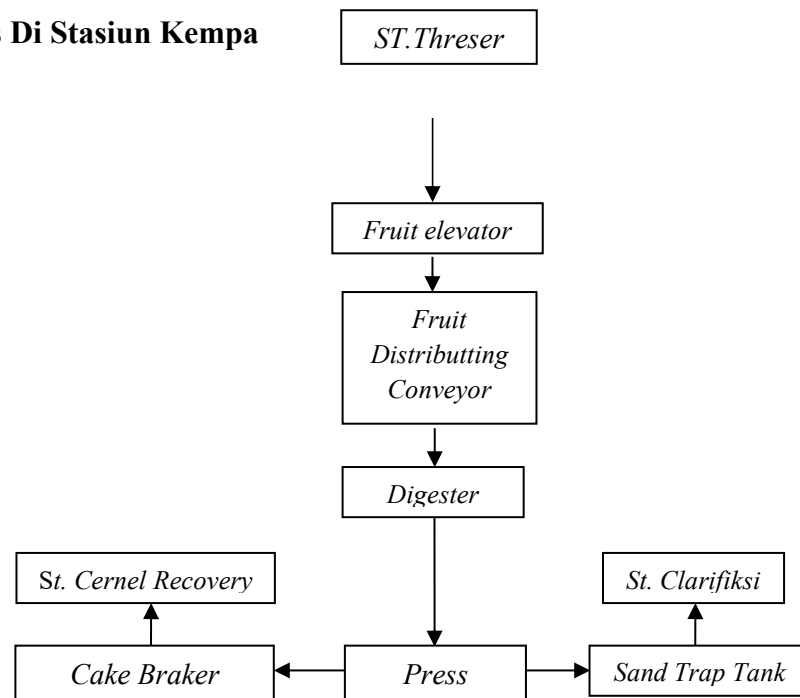 Di Stasiun Kempa
ST.Threser
Fruit elevator
Fruit
Distributting
Conveyor
Digester
St. Cernel Recovery
St. Clarifiksi
Cake Braker
Press
Sand Trap Tank